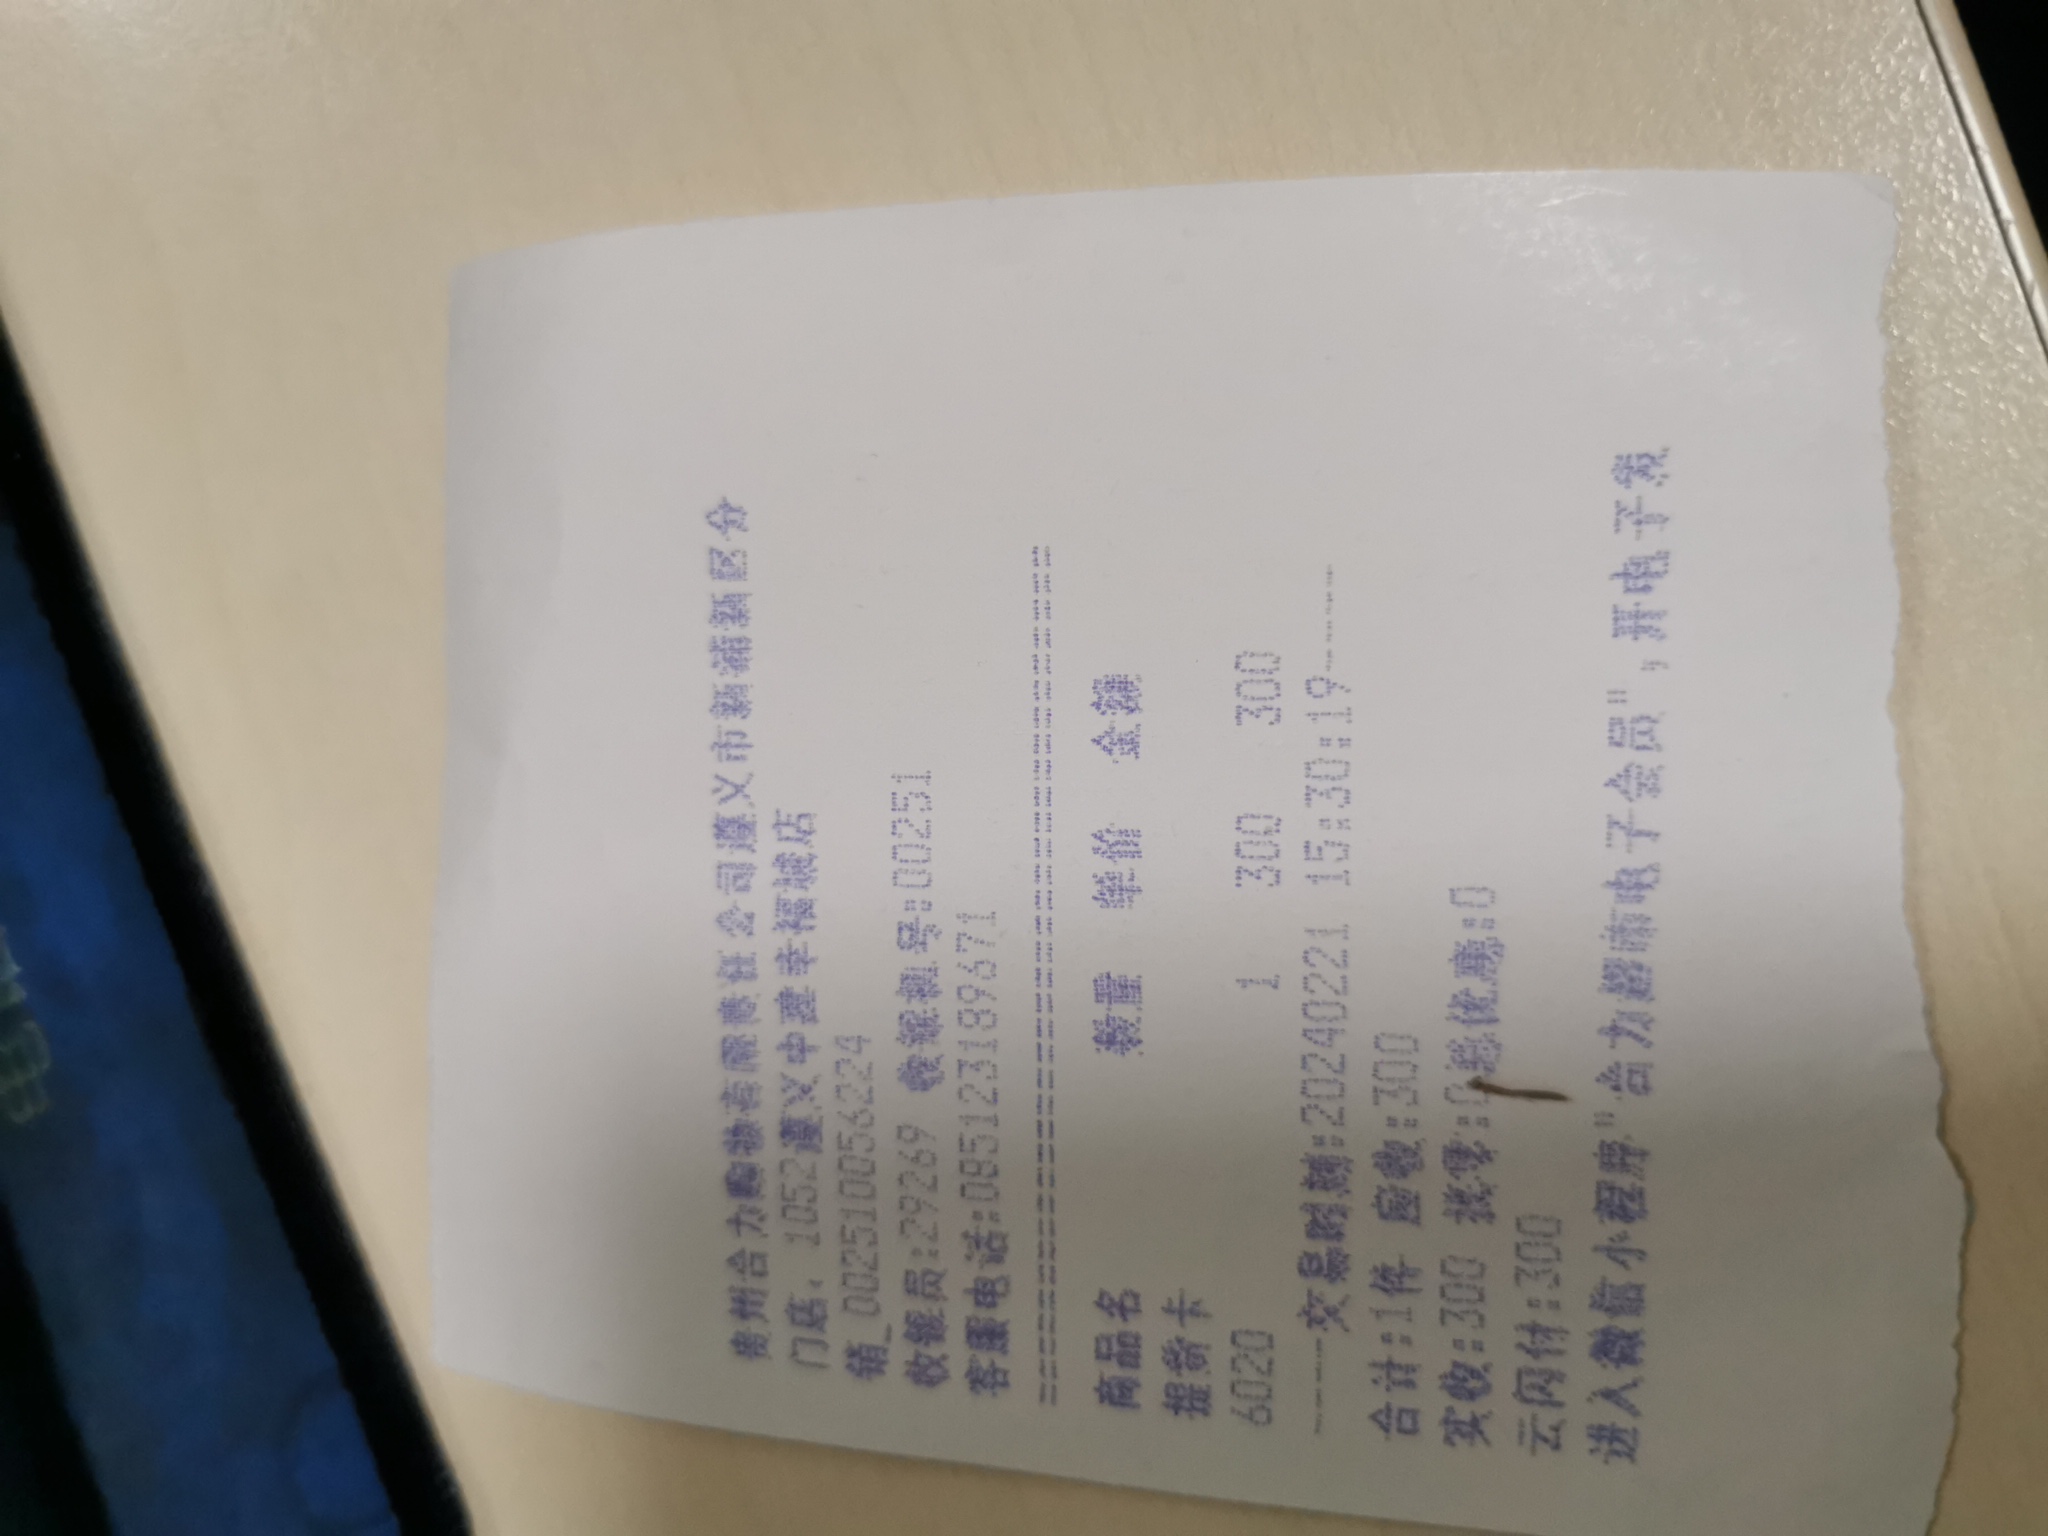 贵州合力购物有限责任公司遵义市新浦新区分
门店：1052遵义中建幸福城店
销_002510056224
收银员:29269 收银机号:00251
客服电话:085123189671
================================
商品名 数量 单价 金额
提货卡
6020 1 300 300
-----交易时刻:20240221 15:30:19-----
合计:1件 应收:300
实收:300 找零:0总优惠:0
云闪付:300
进入微信小程序"合力超市电子会员",开电子发